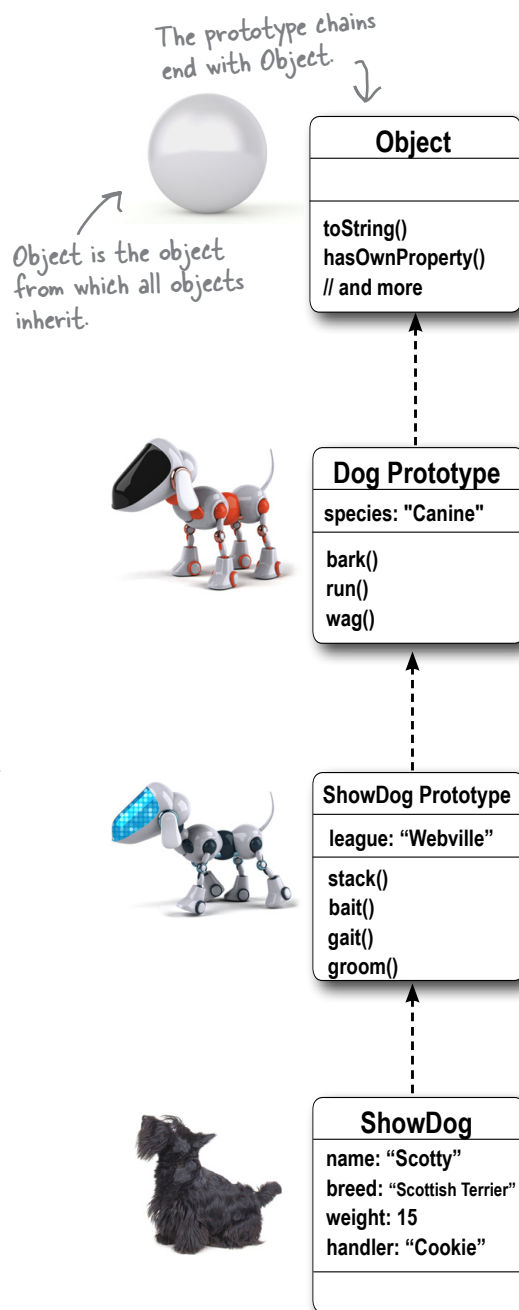 The prototype chains
end with Object.
Object is the object
from which all objects
inherit.
Object
toString()
hasOwnProperty()
// and more
Dog Prototype
species: "Canine"
bark()
run()
wag()
ShowDog Prototype
league: “Webville”
stack()
bait()
gait()
groom()
ShowDog
name: “Scotty”
breed: “Scottish Terrier”
weight: 15
handler: “Cookie”